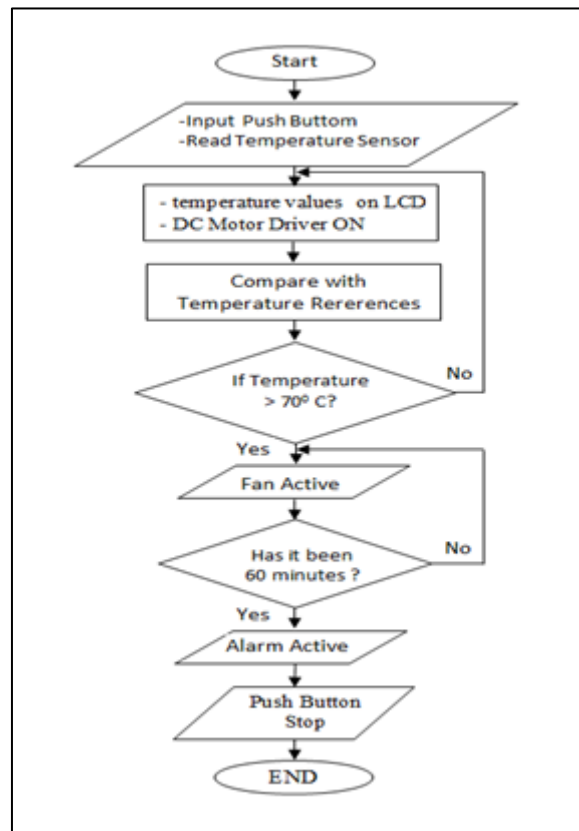 Start
-Input Push Buttom
-Read Temperature Sensor
- temperature values on LCD
- DC Motor Driver ON
Compare with
Temperature Rererences
If Temperature
> 70⁰ C?
No
Yes
Fan Active
Has it been
60 minutes ?
No
Yes
Alarm Active
Push Button
Stop
END